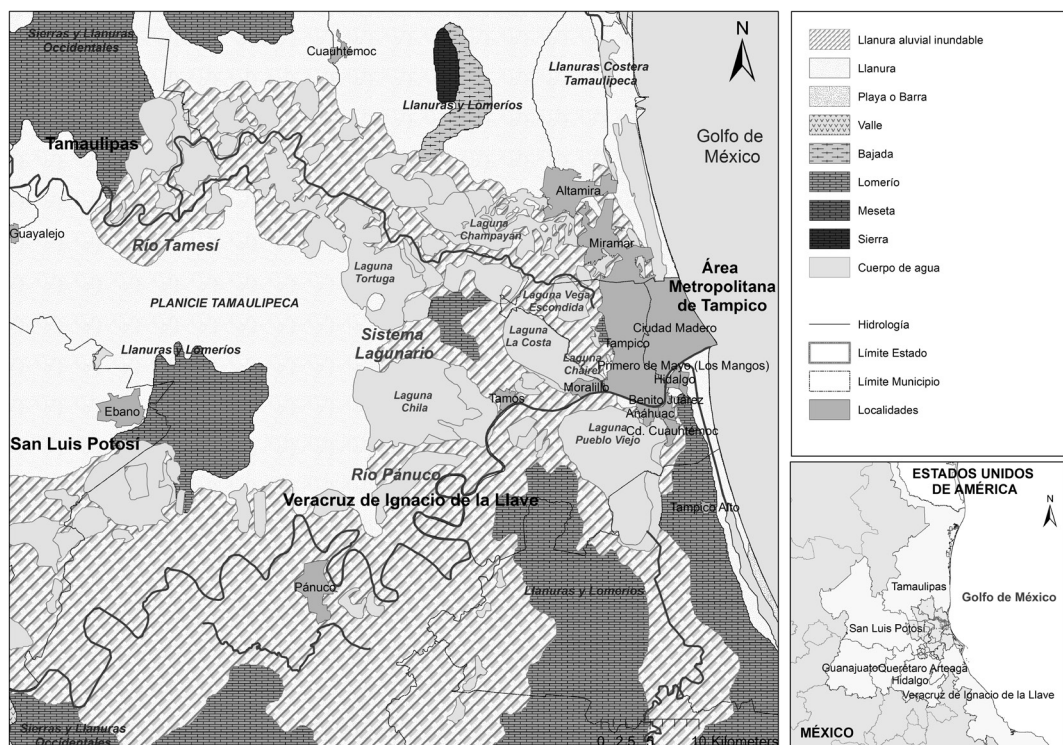 Sierras y Llanuras
Occidentales
Cuauhtémoc
Llanuras Costera
Tamaulipeca
N
Llanuras y Lomeríos
Golfo de
México
Tamaulipas
Altamira
Guayalejo
Río Tamesí
Laguna
Champayán
Miramar
Laguna
Tortuga
Área
Metropolitana
de Tampico
PLANICIE TAMAULIPECA
Laguna Vega
Escondida
Sistema
Lagunario
Laguna
La Costa
Ciudad Madero
Tampico
Llanuras y Lomeríos
Laguna
Chairel
Primero de Mayo (Los Mangos)
Moralillo
Hidalgo
Laguna
Chila
Tamós
Benito Juárez
Anáhuac
Ebano
Laguna
Pueblo Viejo
Cd. Cuauhtémoc
San Luis Potosí
Río Pánuco
Veracruz de Ignacio de la Llave
Tampico Alto
Pánuco
Llanuras y Lomeríos
Sierras y Llanuras
Occidentales
0 2.5 10 Kilometers
Llanura aluvial inundable
Llanura
Playa o Barra
Valle
Bajada
Lomerío
Meseta
Sierra
Cuerpo de agua
Hidrología
Límite Estado
Límite Municipio
Localidades
ESTADOS UNIDOS
DE AMÉRICA
N
Tamaulipas
Golfo de México
San Luis Potosí
Guanajuato
Querétaro Arteaga
Hidalgo
Veracruz de Ignacio de la Llave
MÉXICO